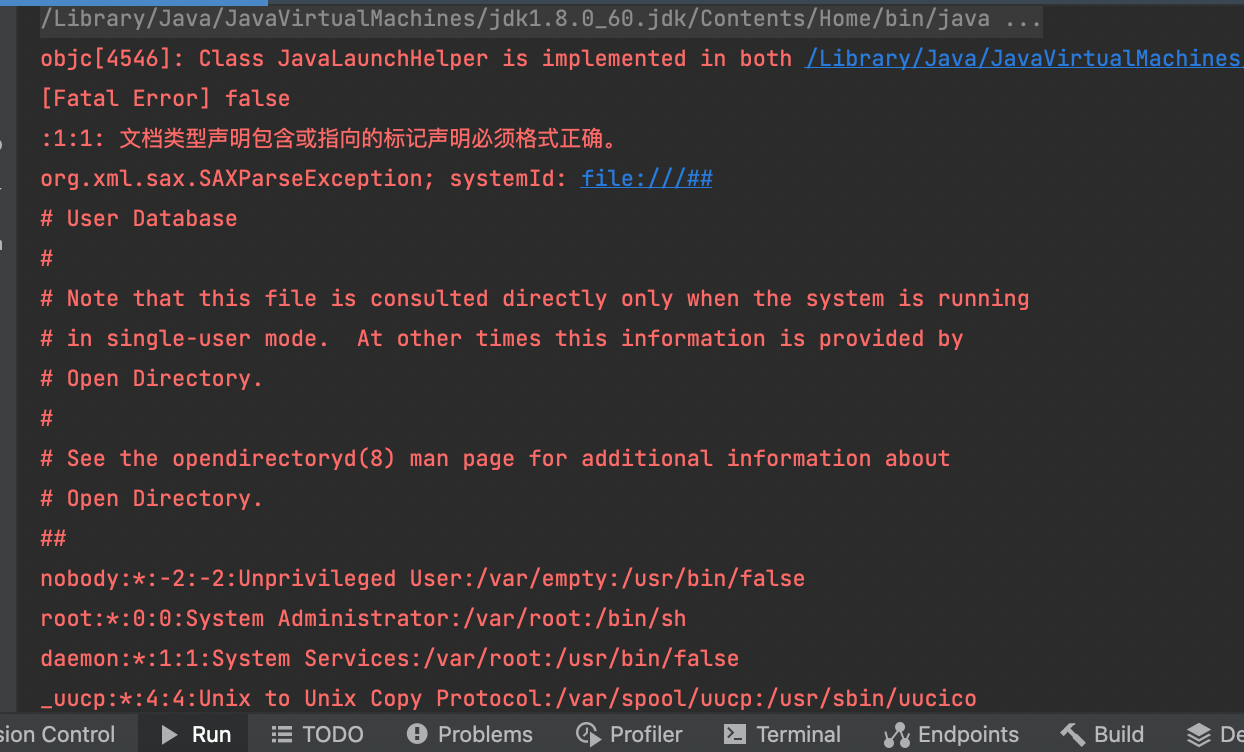 /Library/Java/JavaVirtualMachines/jdk1.8.0_60.jdk/Contents/Home/bin/java ...
objc[4546]: Class JavaLaunchHelper is implemented in both /Library/Java/JavaVirtualMachines
[Fatal Error] false
:1:1: 文档类型声明包含或指向的标记声明必须格式正确。
org.xml.sax.SAXParseException; systemId: file:///##
# User Database
#
# Note that this file is consulted directly only when the system is running
# in single-user mode.  At other times this information is provided by
# Open Directory.
#
# See the opendirectoryd(8) man page for additional information about
# Open Directory.
##
nobody:*:-2:-2:Unprivileged User:/var/empty:/usr/bin/false
root:*:0:0:System Administrator:/var/root:/bin/sh
daemon:*:1:1:System Services:/var/root:/usr/bin/false
_uucp:*:4:4:Unix to Unix Copy Protocol:/var/spool/uucp:/usr/sbin/uucico
sion Control Run TODO Problems Profiler Terminal Endpoints Build De